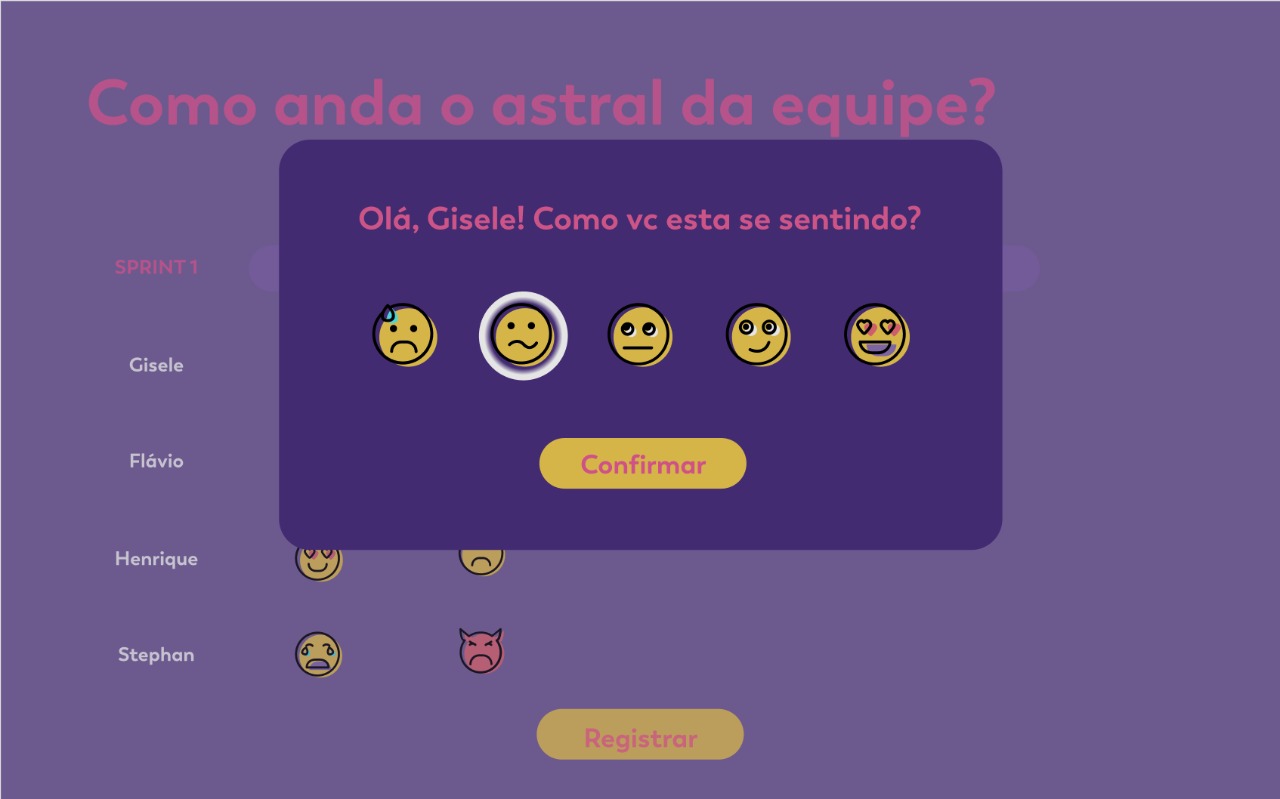 Como anda o astral da equipe?
Olá, Gisele! Como vc esta se sentindo?
SPRINT 1
Gisele
Flávio
Confirmar
Henrique
Stephan
Registrar